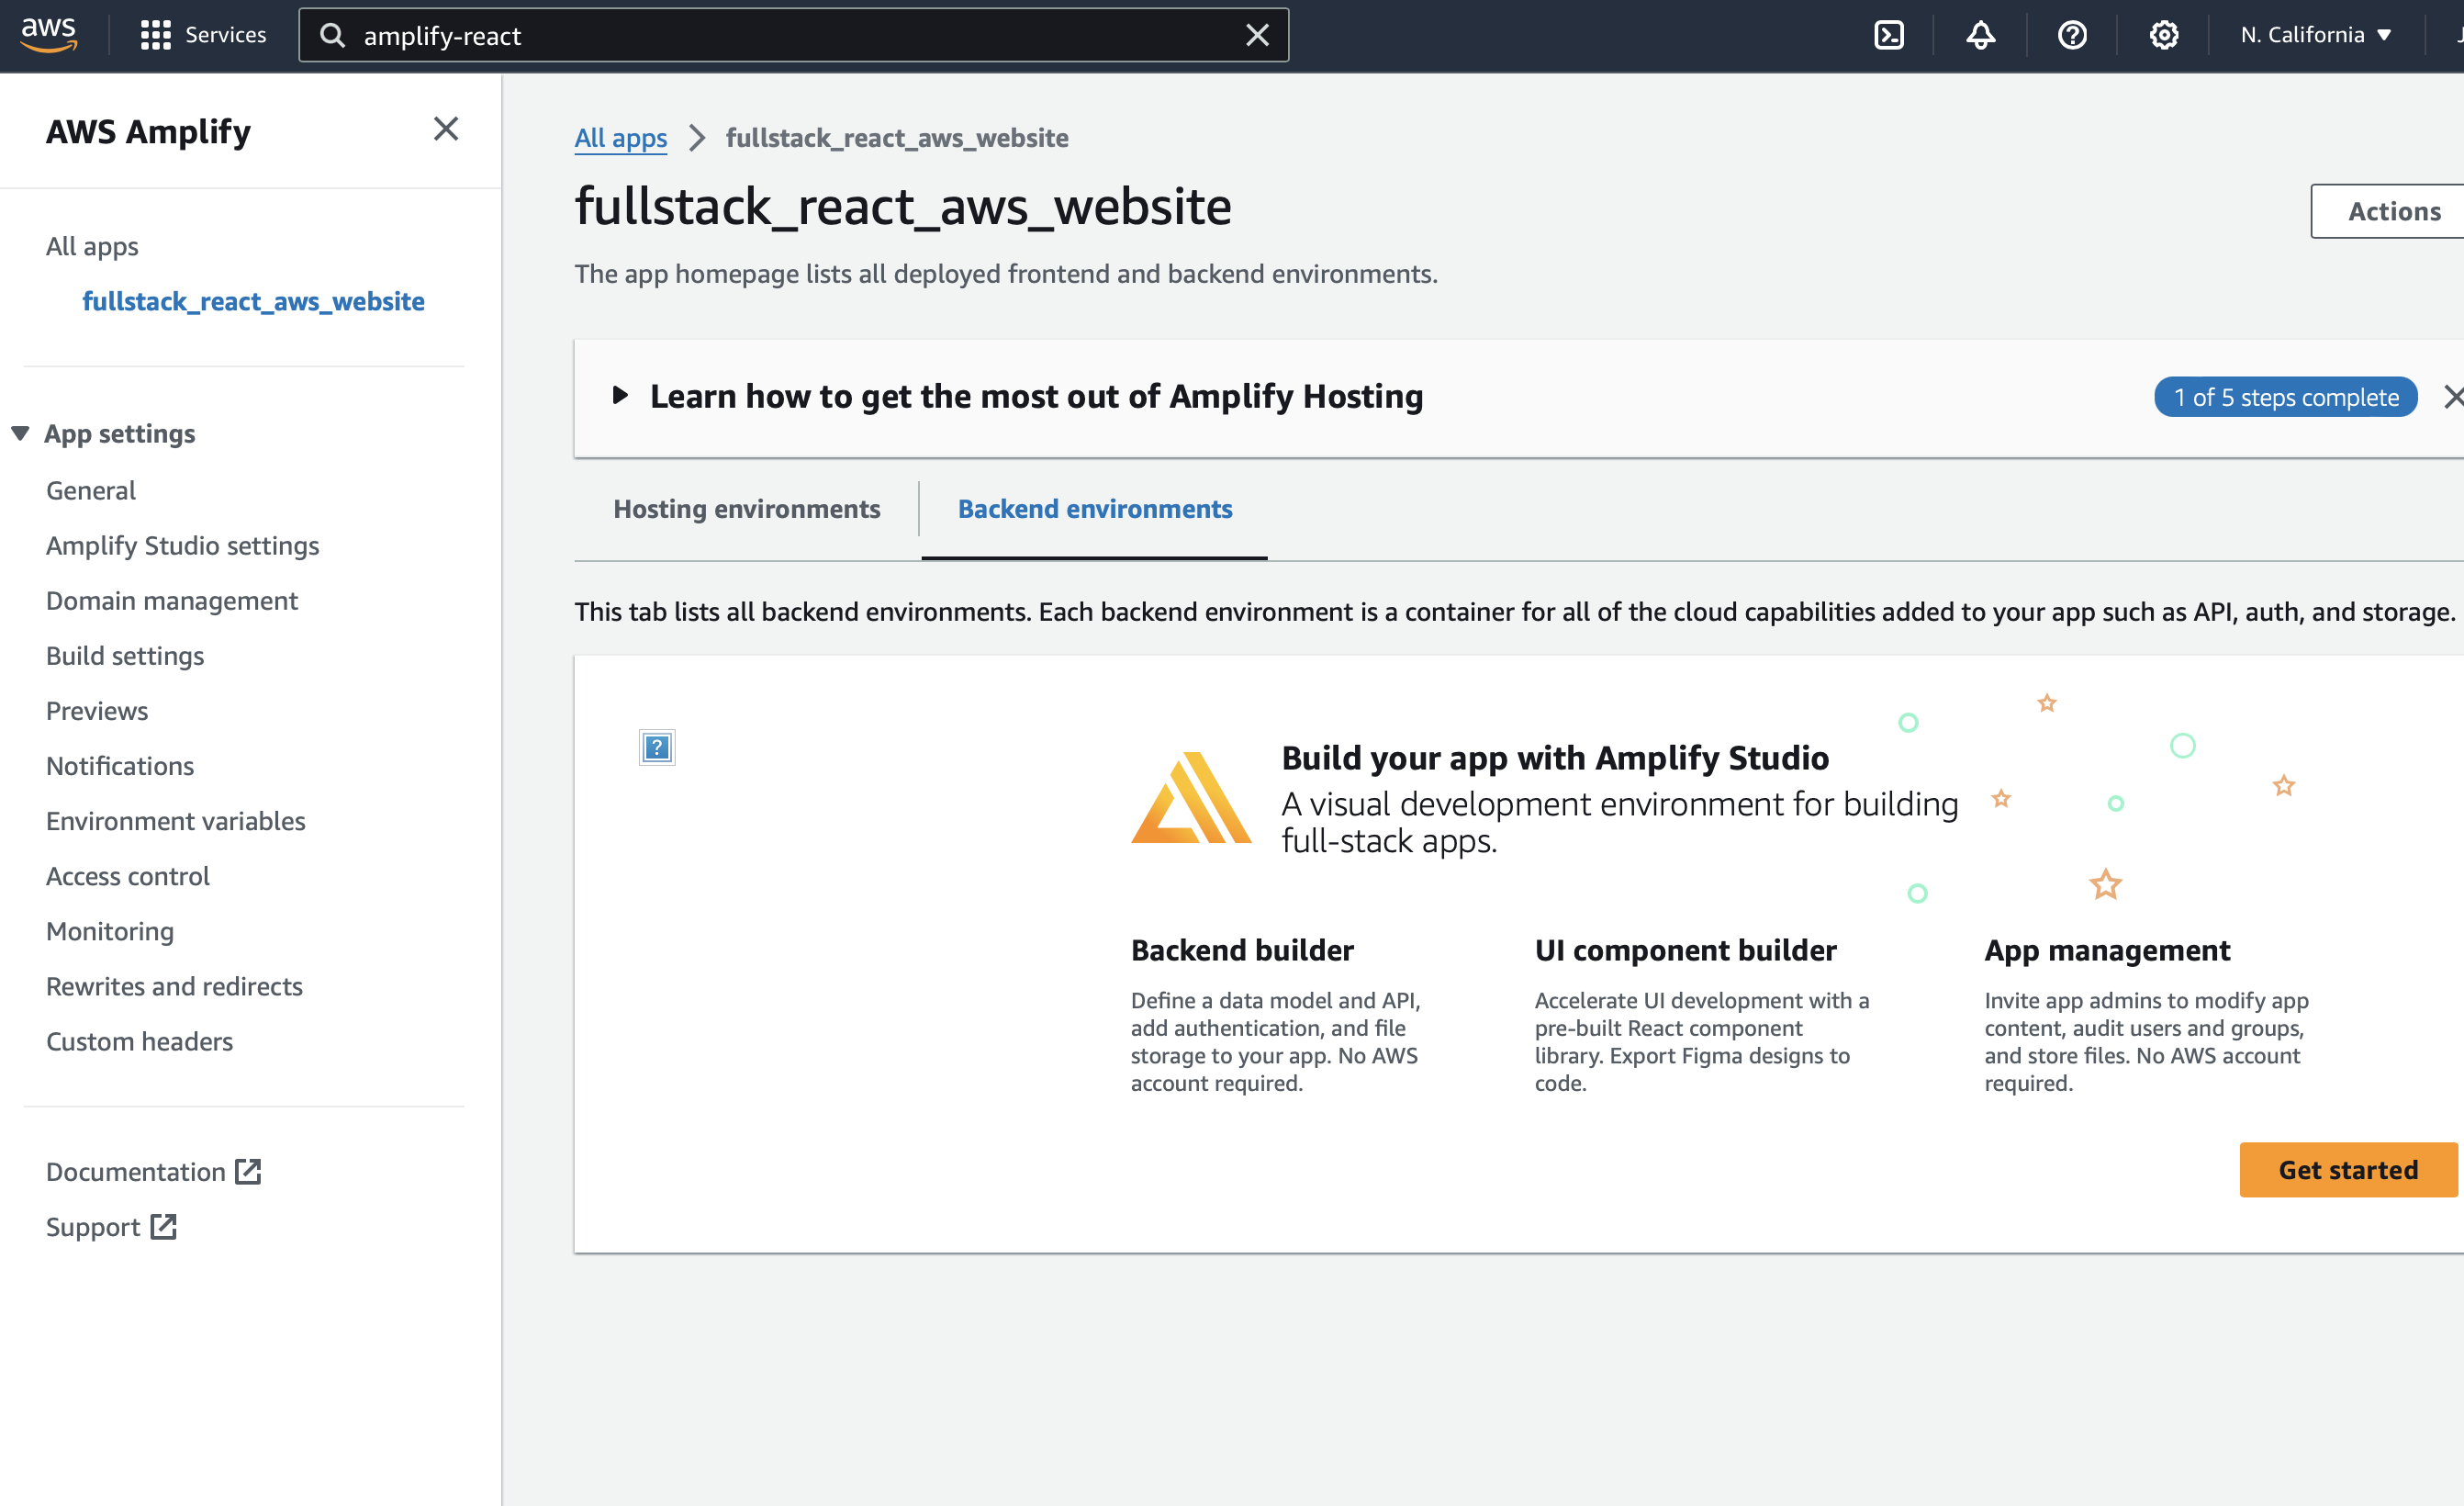 aws
Services
amplify-react
N. California
AWS Amplify
All apps
fullstack_react_aws_website
App settings
General
Amplify Studio settings
Domain management
Build settings
Previews
Notifications
Environment variables
Access control
Monitoring
Rewrites and redirects
Custom headers
Documentation
Support
All apps
fullstack_react_aws_website
fullstack_react_aws_website
Actions
The app homepage lists all deployed frontend and backend environments.
Learn how to get the most out of Amplify Hosting
1 of 5 steps complete
Hosting environments
Backend environments
This tab lists all backend environments. Each backend environment is a container for all of the cloud capabilities added to your app such as API, auth, and storage.
Build your app with Amplify Studio
A visual development environment for building
full-stack apps.
Backend builder
Define a data model and API,
add authentication, and file
storage to your app. No AWS
account required.
UI component builder
Accelerate UI development with a
pre-built React component
library. Export Figma designs to
code.
App management
Invite app admins to modify app
content, audit users and groups,
and store files. No AWS account
required.
Get started